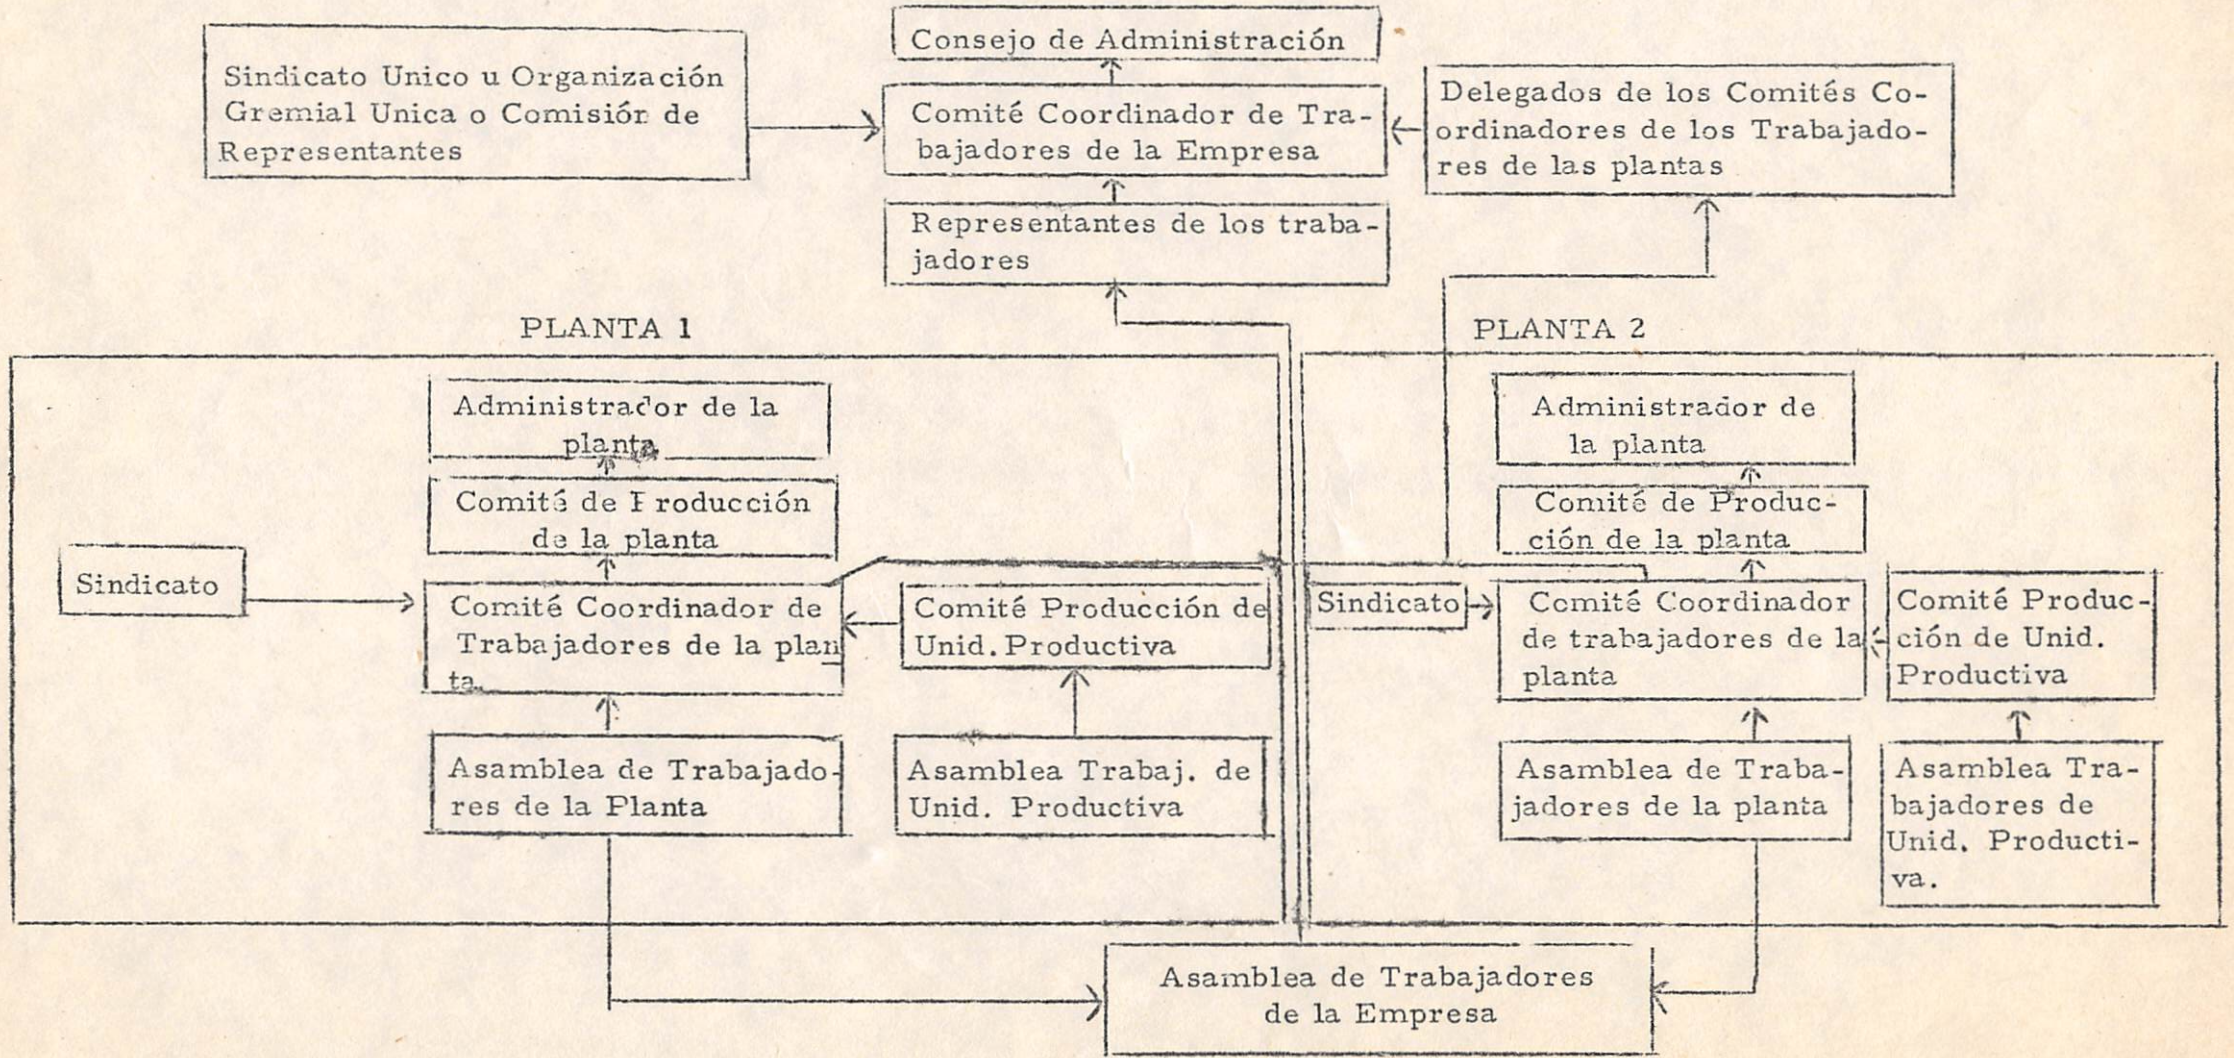 Consejo de Administración
Sindicato Unico u Organización
Gremial Unica o Comisión de
Representantes
Comité Coordinador de Tra-
bajadores de la Empresa
Delegados de los Comités Co-
ordinadores de los Trabajado-
res de las plantas
Representantes de los traba-
jadores
PLANTA 1
Administrador de la
planta
Comité de Producción
de la planta
Sindicato
Comité Coordinador de
Trabajadores de la plan
ta.
Comité Producción de
Unid. Productiva
Asamblea de Trabajado-
res de la Planta
Asamblea Trabaj. de
Unid. Productiva
PLANTA 2
Administrador de
la planta
Comité de Produc-
ción de la planta
Sindicato
Comité Coordinador
de trabajadores de la
planta
Comité Produc-
ción de Unid.
Productiva
Asamblea de Traba-
jadores de la planta
Asamblea Tra-
bajadores de
Unid. Producti-
va.
Asamblea de Trabajadores
de la Empresa